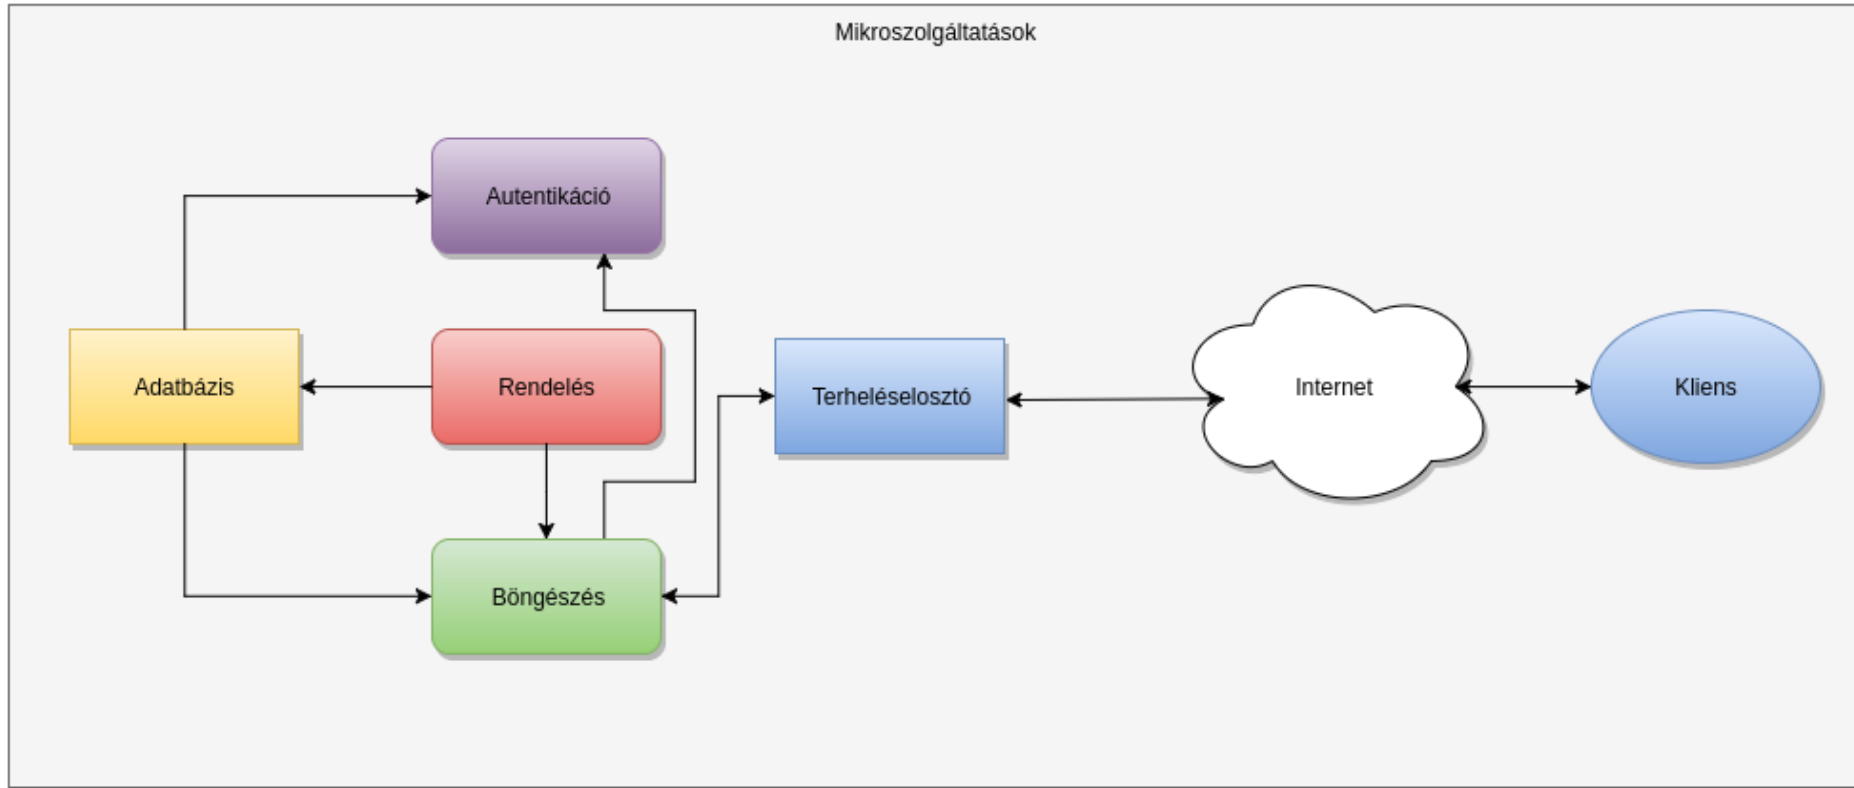 Mikroszolgáltatások
Autentikáció
Adatbázis
Rendelés
Terheléselosztó
Internet
Kliens
Böngészés